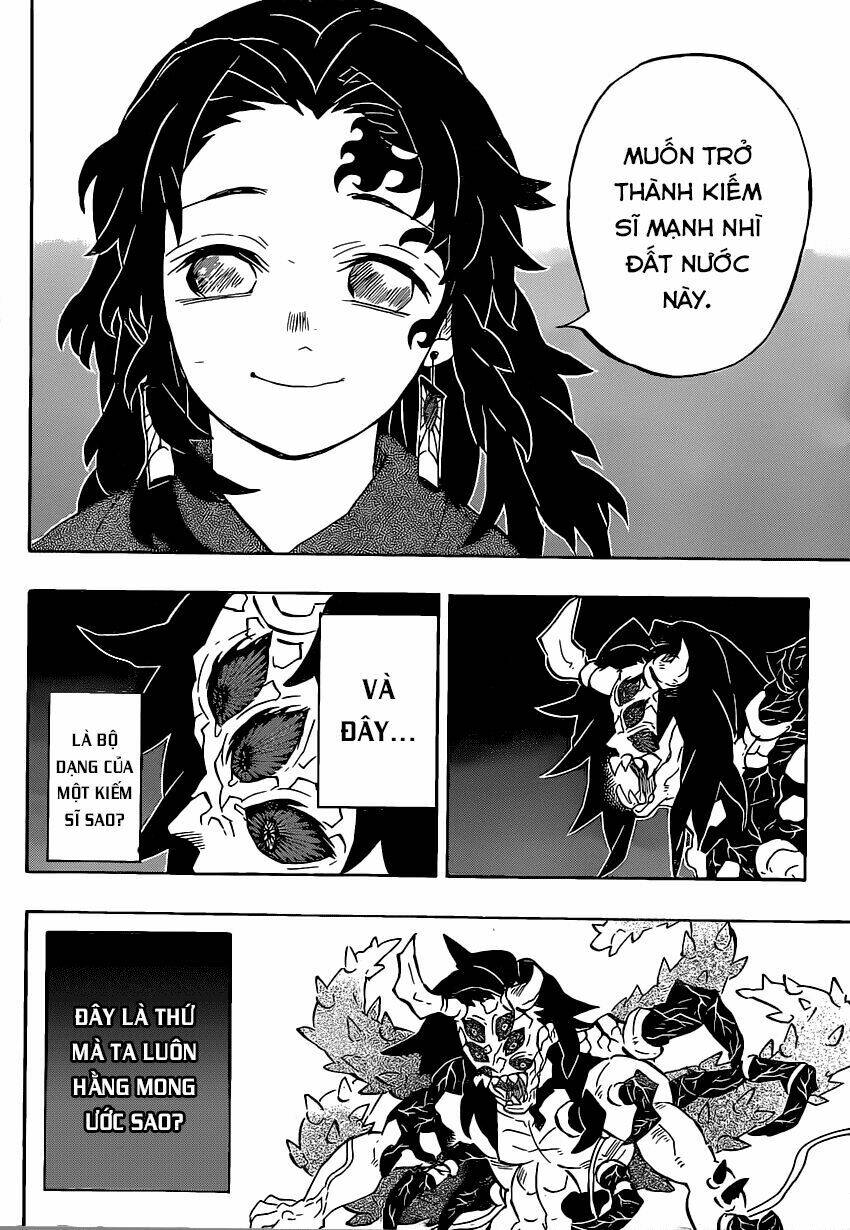 MUỐN TRỞ
THÀNH KIẾM
SĨ MẠNH NHÌ
ĐẤT NƯỚC
NÀY.
VÀ
ĐÂY...
LÀ BỘ
DẠNG CỦA
MỘT KIẾM
SĨ SAO?
ĐÂY LÀ THỨ
MÀ TA LUÔN
HẰNG MONG
ƯỚC SAO?